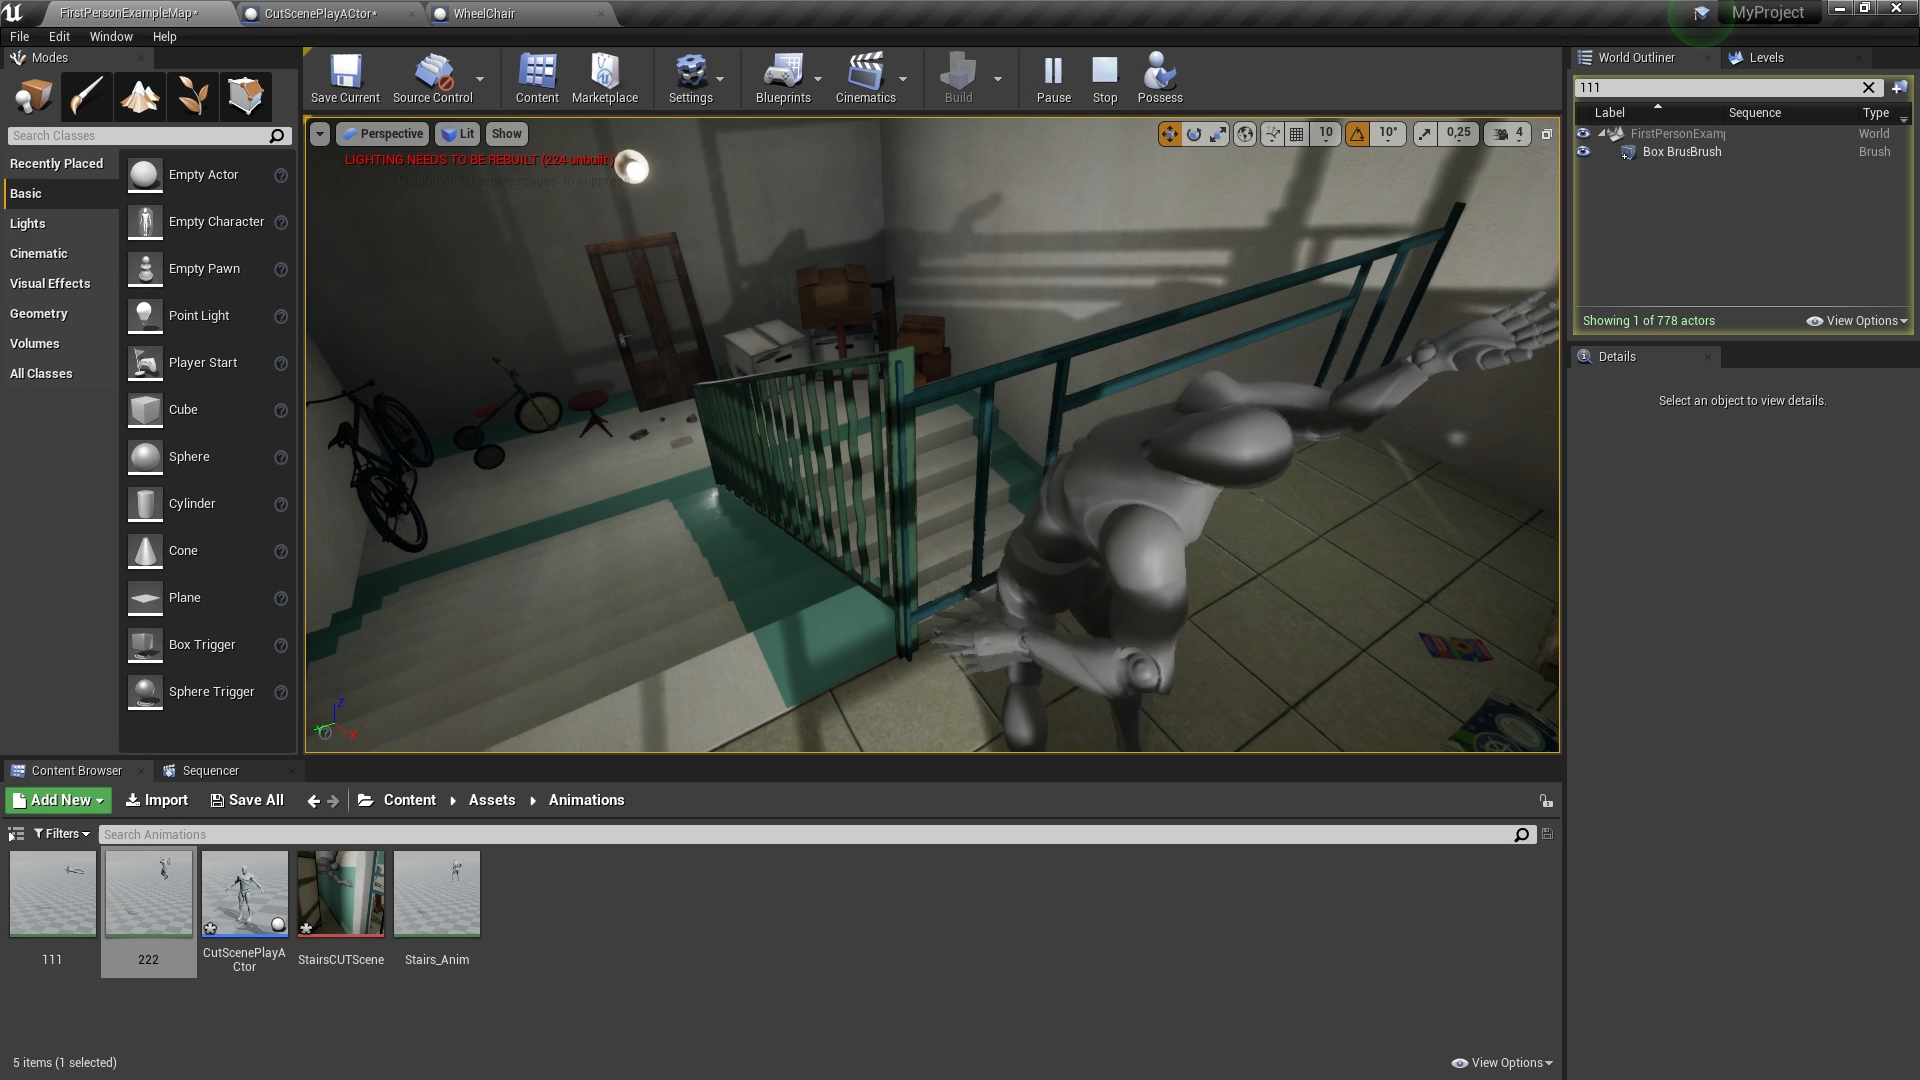 FirstPersonExampleMap*
CutScenePlayACtor*
WheelChair
MyProject
File
Edit
Window
Help
Modes
Save Current
Source Control
Content
Marketplace
Settings
Blueprints
Cinematics
Build
Pause
Stop
Possess
World Outliner
Levels
111
Label
Sequence
Type
FirstPersonExam
World
Box Brus
Brush
Brush
Showing 1 of 778 actors
View Options
Details
Select an object to view details.
Search Classes
Recently Placed
Basic
Lights
Cinematic
Visual Effects
Geometry
Volumes
All Classes
Empty Actor
Empty Character
Empty Pawn
Point Light
Player Start
Cube
Sphere
Cylinder
Cone
Plane
Box Trigger
Sphere Trigger
Perspective
Lit
Show
10
10°
0,25
4
LIGHTING NEEDS TO BE REBUILT (224 unbuilt)
'DisableAllScreenMessages' to suppress
Z
Y
X
Content Browser
Sequencer
Add New
Import
Save All
Content
Assets
Animations
Filters
Search Animations
111
222
CutScenePlayA
Ctor
StairsCUTScene
Stairs_Anim
5 items (1 selected)
View Options